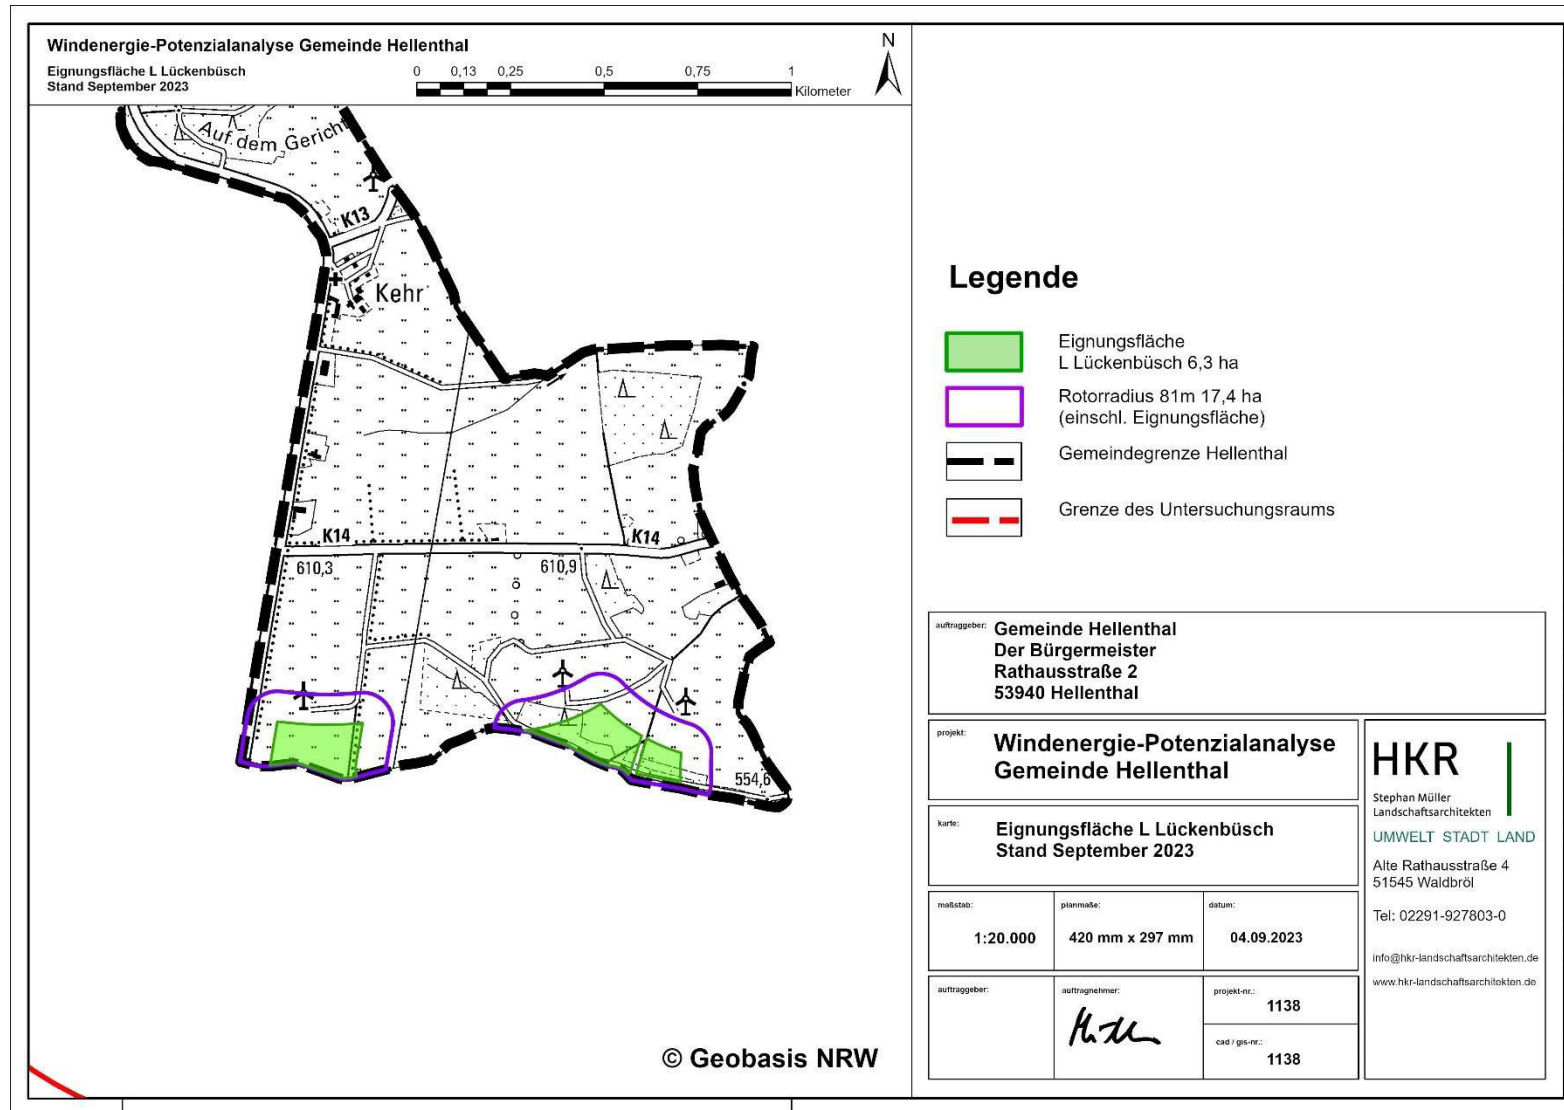 Windenergie-Potenzialanalyse Gemeinde Hellenthal
Eignungsfläche L Lückenbüsch
Stand September 2023
0 0,13 0,25 0,5 0,75 1
Kilometer
N
Auf dem Gericht
K13
Kehr
K14
K14
610,3
610,9
554,6
© Geobasis NRW
Legende
Eignungsfläche
L Lückenbüsch 6,3 ha
Rotorradius 81m 17,4 ha
(einschl. Eignungsfläche)
Gemeindegrenze Hellenthal
Grenze des Untersuchungsraums
auftraggeber:
Gemeinde Hellenthal
Der Bürgermeister
Rathausstraße 2
53940 Hellenthal
projekt:
Windenergie-Potenzialanalyse
Gemeinde Hellenthal
karte:
Eignungsfläche L Lückenbüsch
Stand September 2023
maßstab:
1:20.000
planmaße:
420 mm x 297 mm
datum:
04.09.2023
auftraggeber:
auftragnehmer:
projekt-nr.:
1138
cad / gis-nr.:
1138
HKR
Stephan Müller
Landschaftsarchitekten
UMWELT STADT LAND
Alte Rathausstraße 4
51545 Waldbröl
Tel: 02291-927803-0
info@hkr-landschaftsarchitekten.de
www.hkr-landschaftsarchitekten.de